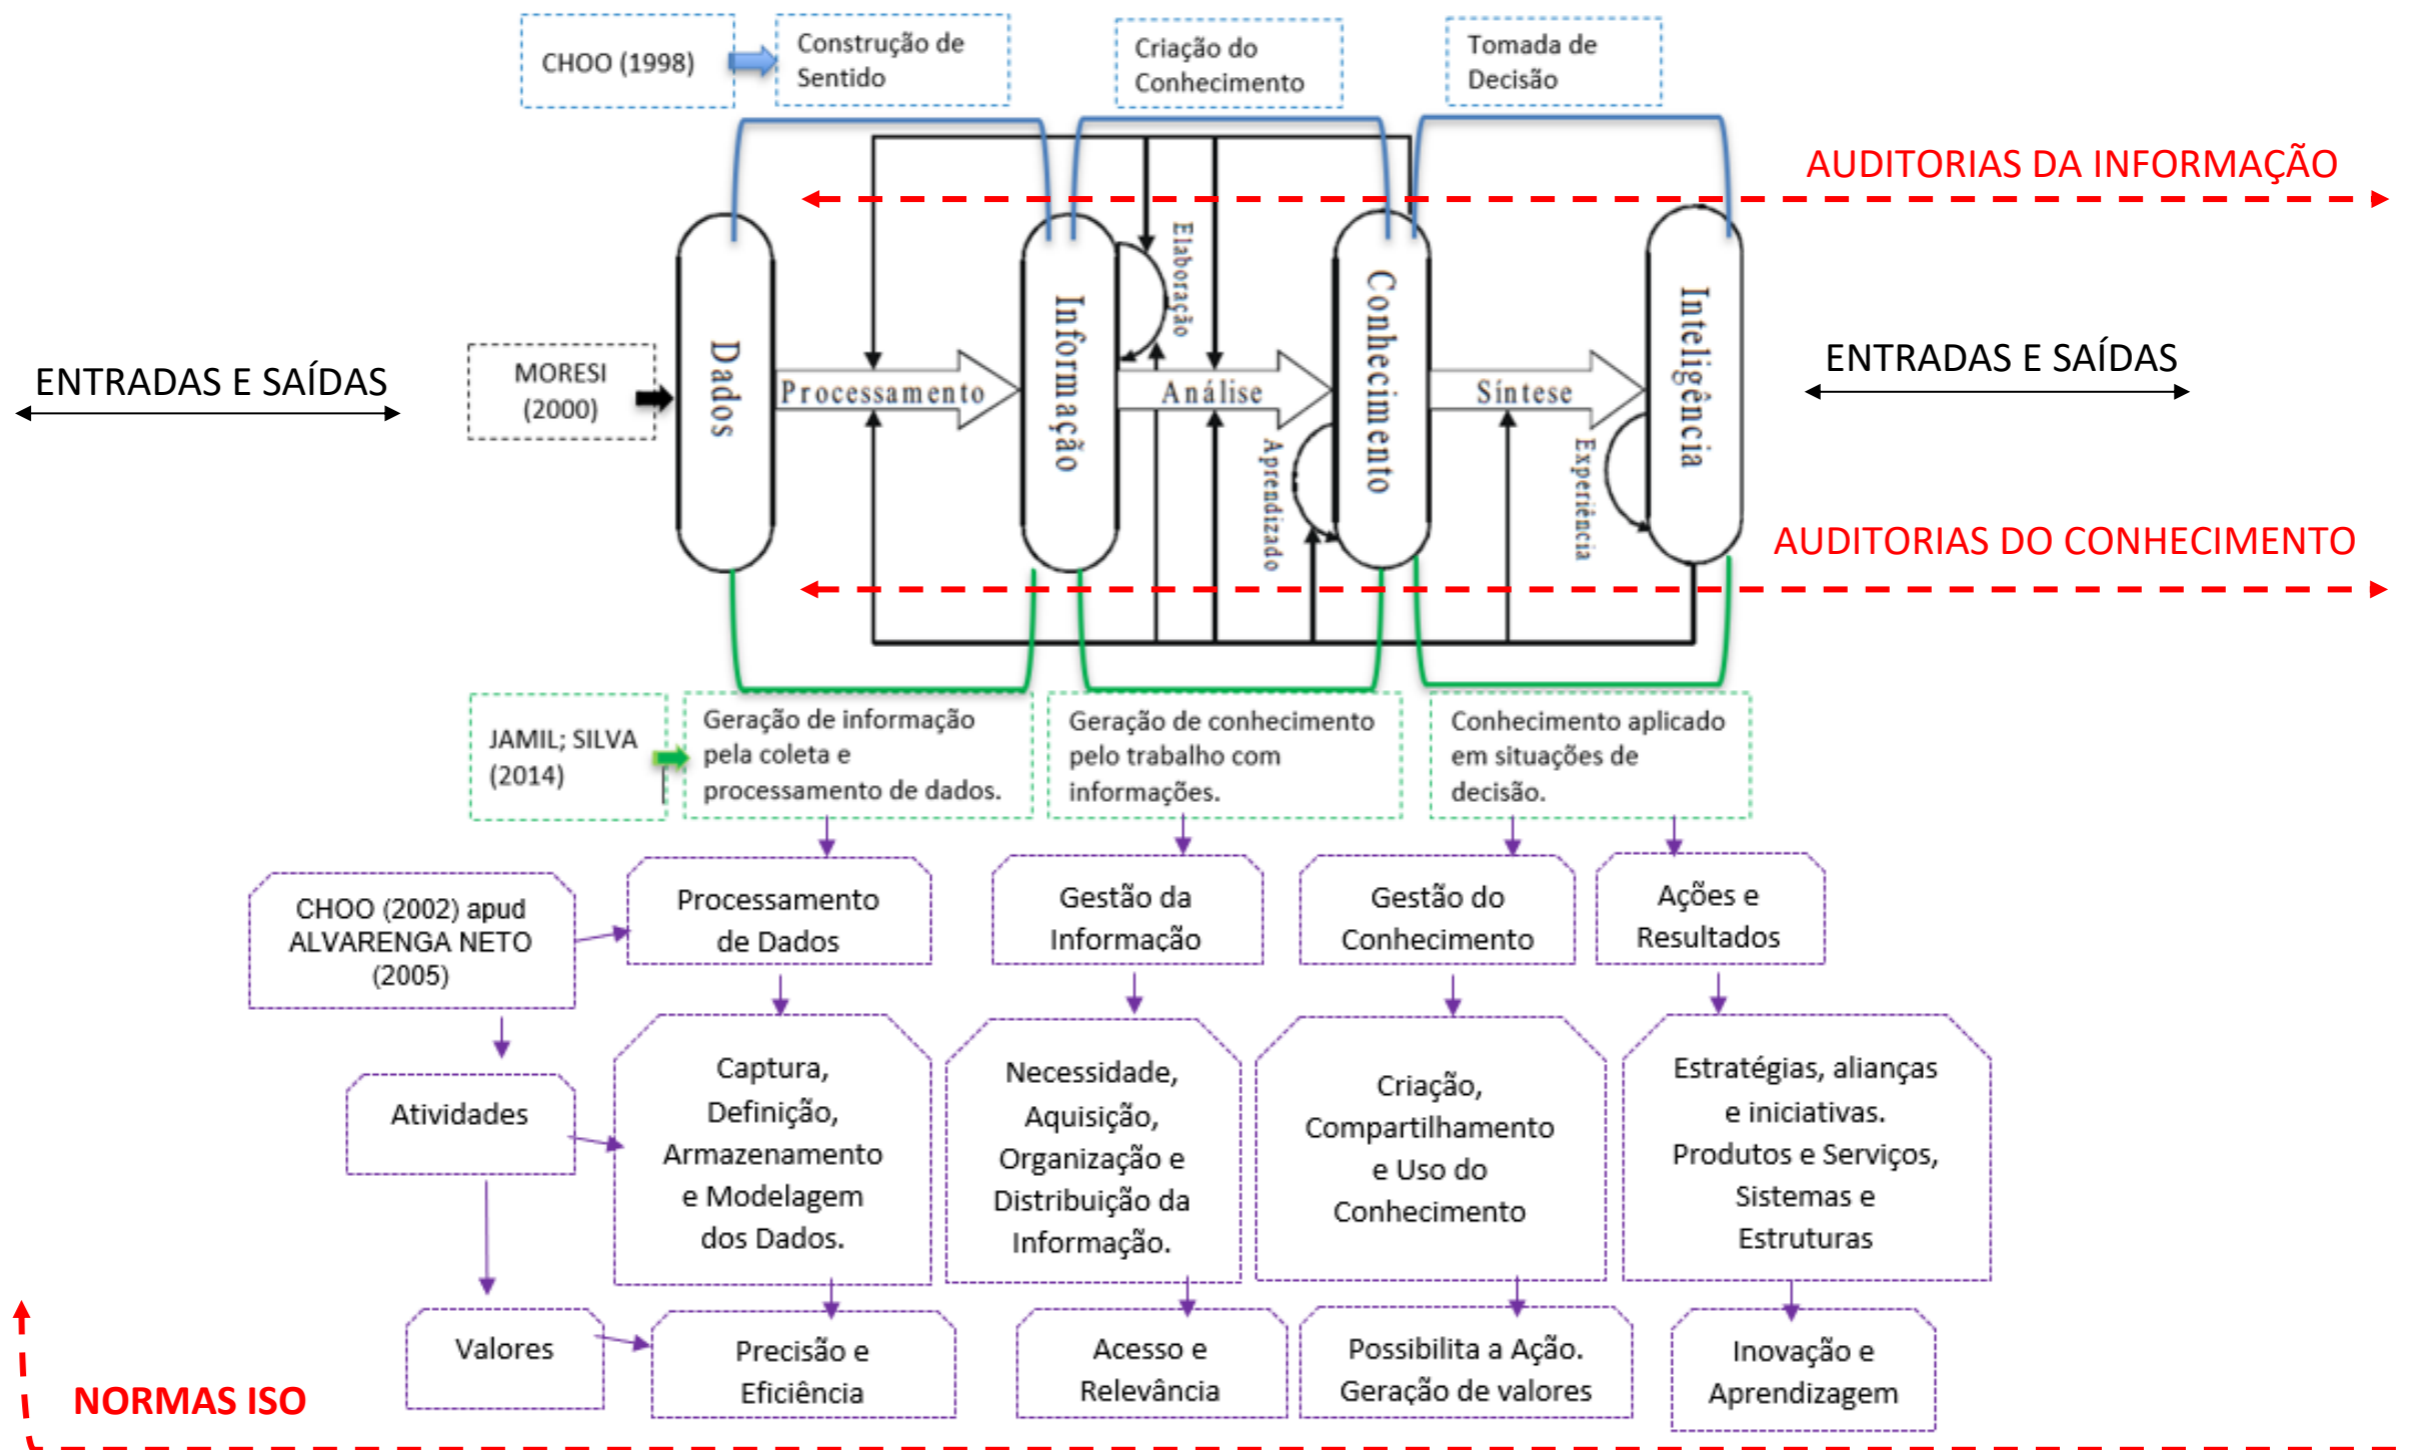 CHOO (1998)
Construção de
Sentido
Criação do
Conhecimento
Tomada de
Decisão
AUDITORIAS DA INFORMAÇÃO
ENTRADAS E SAÍDAS
MORESI
(2000)
Dados
Processamento
Informação
Elaboração
Análise
Aprendizado
Conhecimento
Síntese
Experiência
Inteligência
ENTRADAS E SAÍDAS
AUDITORIAS DO CONHECIMENTO
JAMIL; SILVA
(2014)
Geração de informação
pela coleta e
processamento de dados.
Geração de conhecimento
pelo trabalho com
informações.
Conhecimento aplicado
em situações de
decisão.
CHOO (2002) apud
ALVARENGA NETO
(2005)
Processamento
de Dados
Gestão da
Informação
Gestão do
Conhecimento
Ações e
Resultados
Atividades
Captura,
Definição,
Armazenamento
e Modelagem
dos Dados.
Necessidade,
Aquisição,
Organização e
Distribuição da
Informação.
Criação,
Compartilhamento
e Uso do
Conhecimento
Estratégias, alianças
e iniciativas.
Produtos e Serviços,
Sistemas e
Estruturas
Valores
Precisão e
Eficiência
Acesso e
Relevância
Possibilita a Ação.
Geração de valores
Inovação e
Aprendizagem
NORMAS ISO